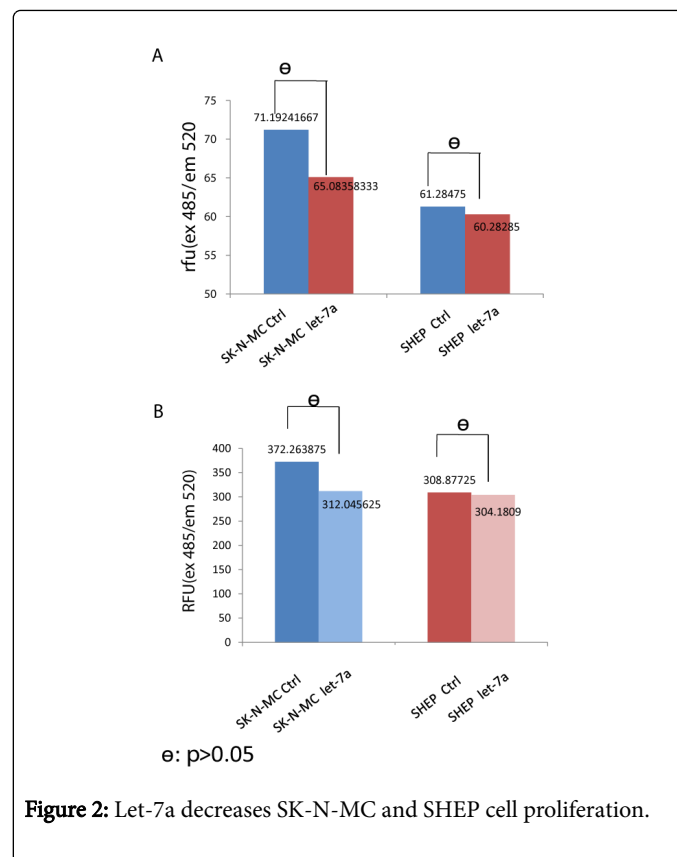 A
ɵ
75
71.19241667
ɵ
70
65.08358333
65
61.28475
60.28285
60
55
50
rfu(ex 485/em 520
SK-N-MC Ctrl
SK-N-MC let-7a
SHEP Ctrl
SHEP let-7a
B
ɵ
ɵ
400
372.263875
350
312.045625
308.87725
304.1809
300
250
200
150
100
50
0
RFU(ex 485/em 520)
SK-N-MC Ctrl
SK-N-MC let-7a
SHEP Ctrl
SHEP let-7a
ɵ: p>0.05
Figure 2: Let-7a decreases SK-N-MC and SHEP cell proliferation.